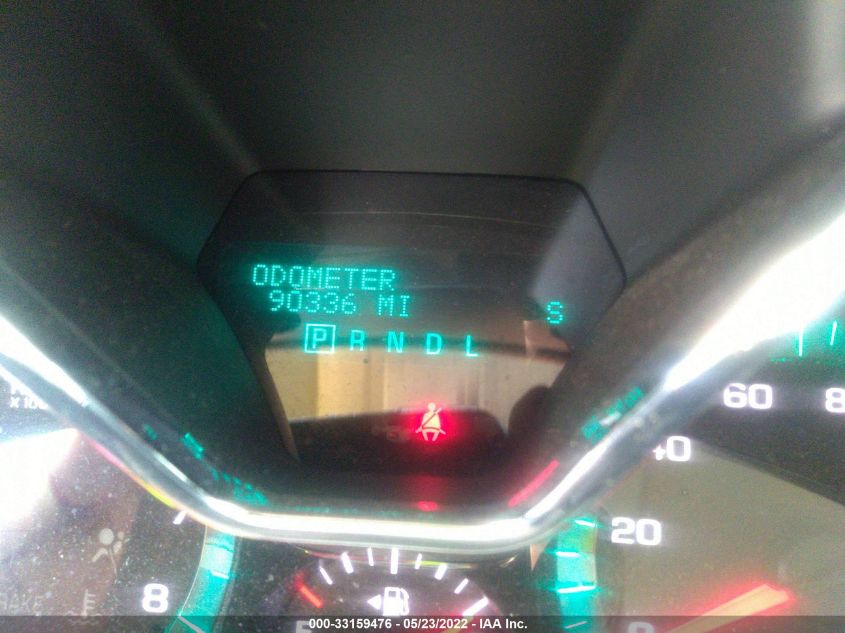 ODOMETER
90336 MI
S
P R N D L
60
40
20
8
000-33159476 - 05/23/2022 - IAA Inc.